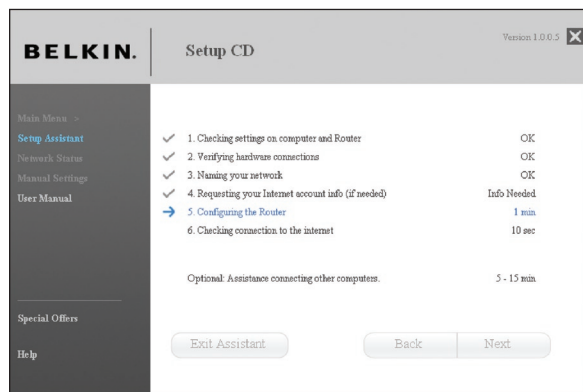 BELKIN.
Setup CD
Version 1.0.0.5
Main Menu >
Setup Assistant
Network Status
Manual Settings
User Manual
Special Offers
Help
1. Checking settings on computer and Router OK
2. Verifying hardware connections OK
3. Naming your network OK
4. Requesting your Internet account info (if needed) Info Needed
5. Configuring the Router 1 min
6. Checking connection to the internet 10 sec
Optional: Assistance connecting other computers. 5 - 15 min
Exit Assistant
Back
Next